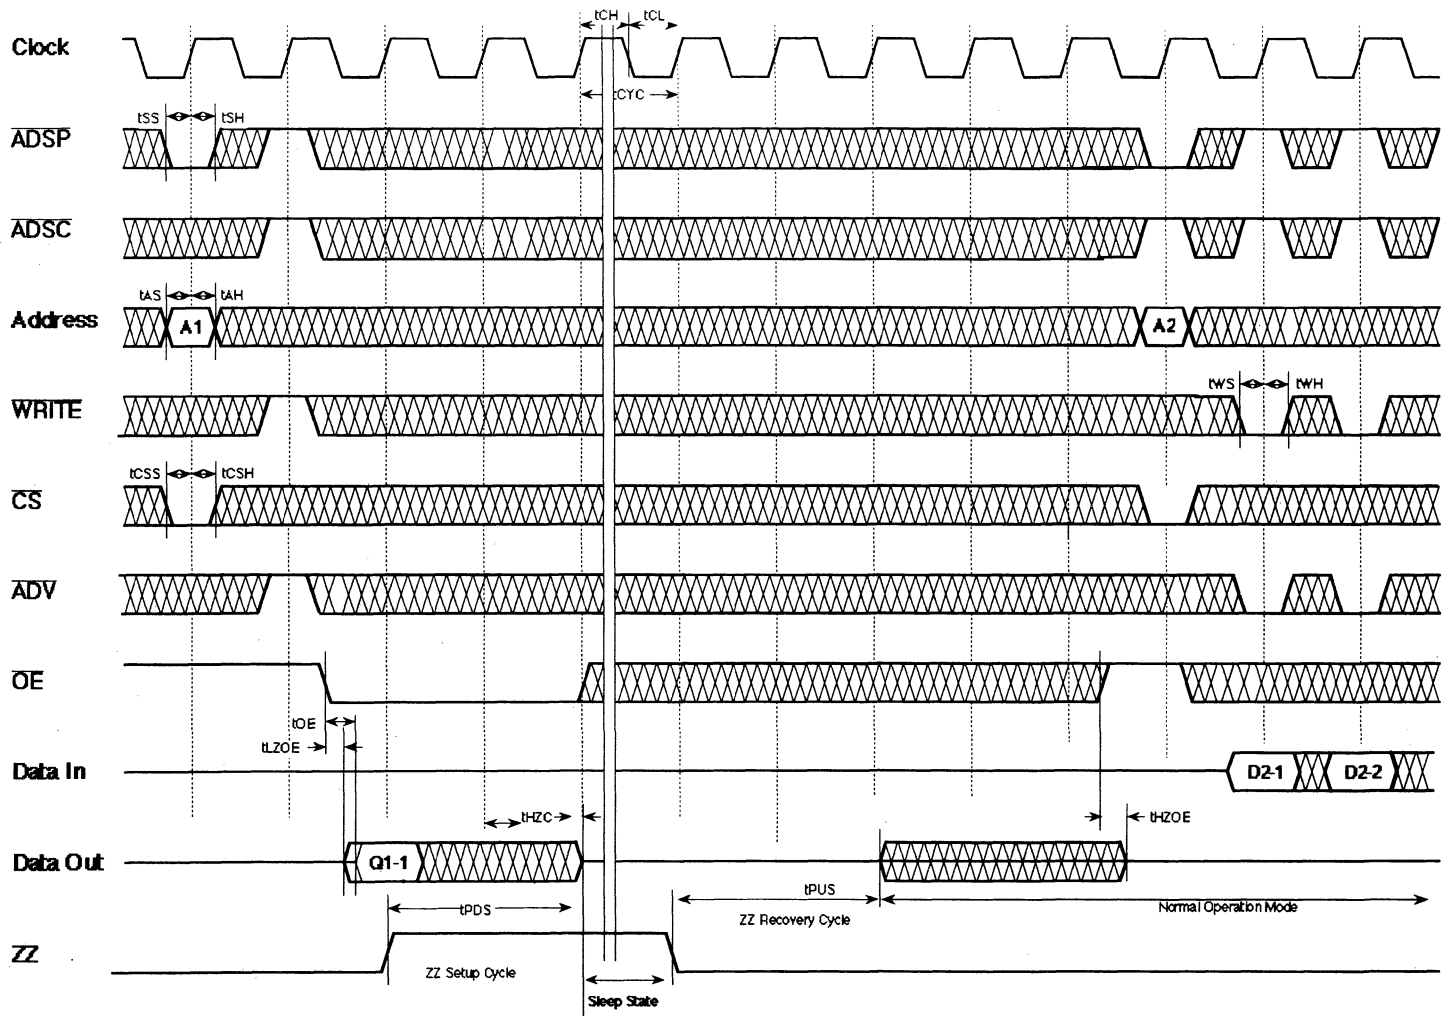 tCH tCL
Clock
tCYC
tSS tSH
ADSP
ADSC
tAS tAH
Address A1 A2
tWS tWH
WRITE
tCSS tCSH
CS
ADV
OE
tOE
tLZOE
Data In D2-1 D2-2
tHZC tHZOE
Data Out Q1-1
tPUS
tPDS Normal Operation Mode
ZZ Recovery Cycle
ZZ
ZZ Setup Cycle
Sleep State